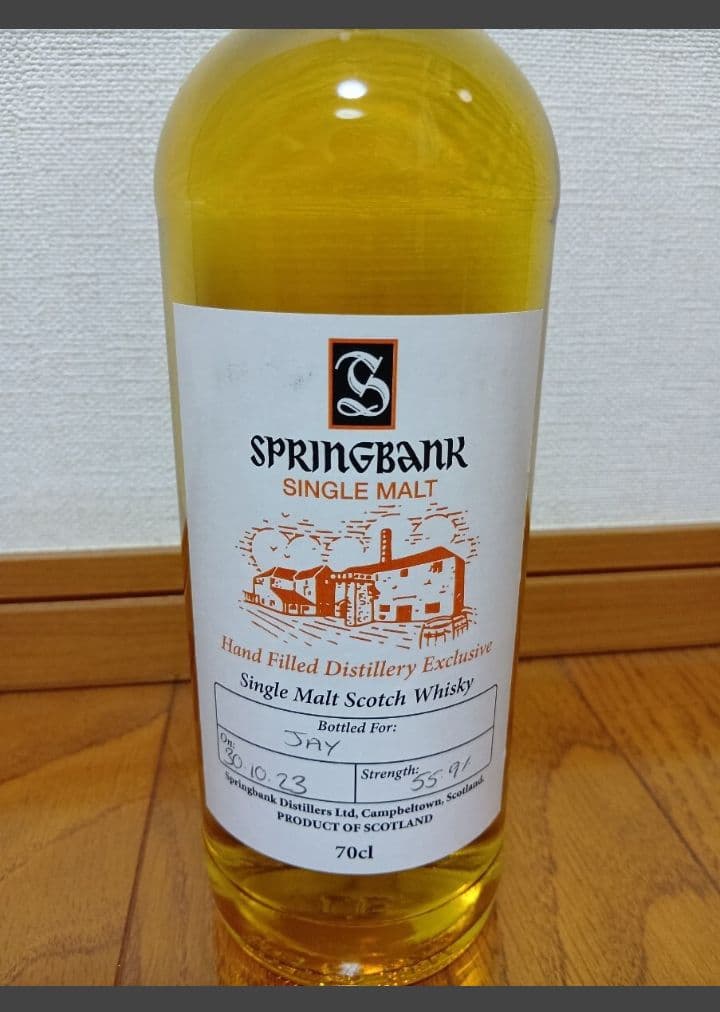 S
SPRINGBANK
SINGLE MALT
Hand Filled Distillery Exclusive
Single Malt Scotch Whisky
Bottled For:
JAY
On:
30.10.23
Strength: 55.9%
Springbank Distillers Ltd, Campbeltown, Scotland.
PRODUCT OF SCOTLAND
70cl